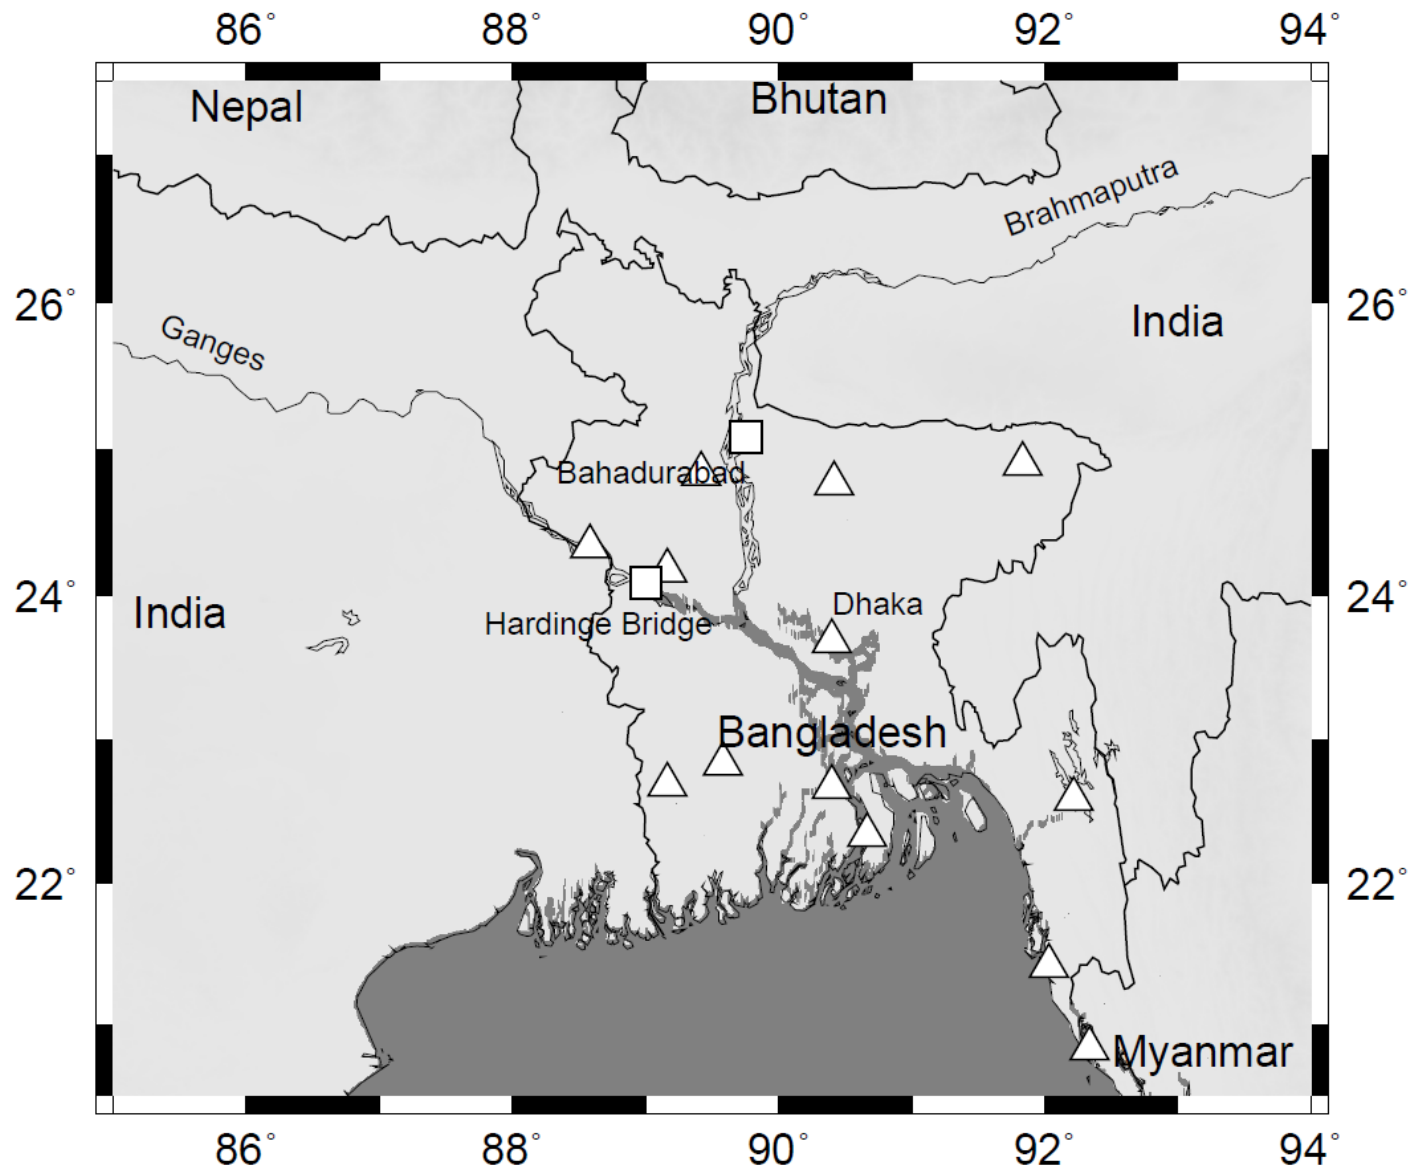 86° 88° 90° 92° 94°
Nepal
Bhutan
Brahmaputra
26° 26°
Ganges
India
Bahadurabad
24° 24°
India
Dhaka
Hardinge Bridge
Bangladesh
22° 22°
Myanmar
86° 88° 90° 92° 94°